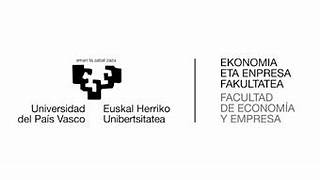 eman ta zabal zazu
Universidad
del País Vasco
Euskal Herriko
Unibertsitatea
EKONOMIA
ETA ENPRESA
FAKULTATEA
FACULTAD
DE ECONOMÍA
Y EMPRESA